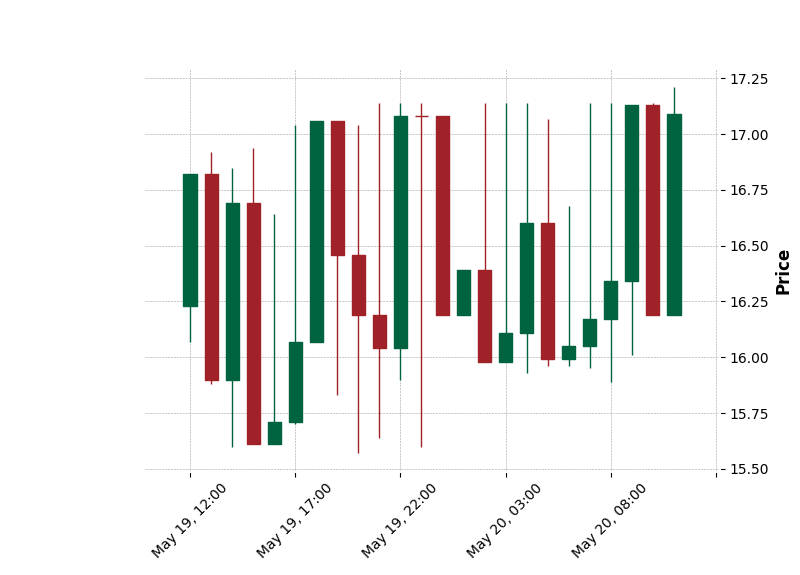 17.25
17.00
16.75
16.50
16.25
16.00
15.75
15.50
Price
May 19, 12:00
May 19, 17:00
May 19, 22:00
May 20, 03:00
May 20, 08:00